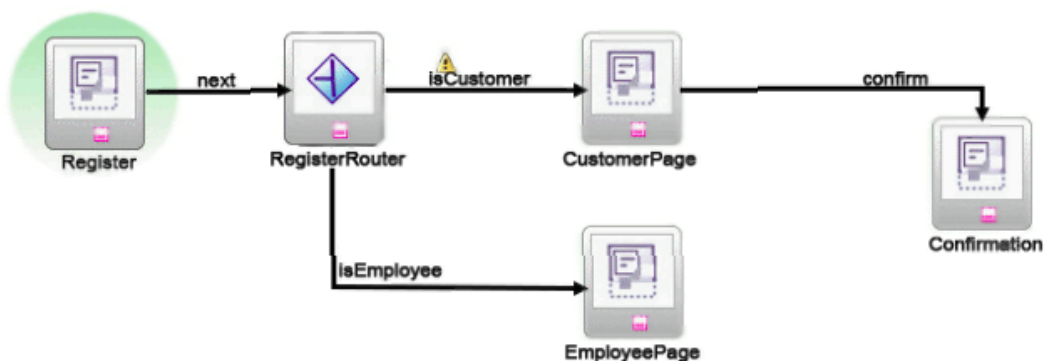 next
isCustomer
confirm
Register
RegisterRouter
CustomerPage
Confirmation
isEmployee
EmployeePage